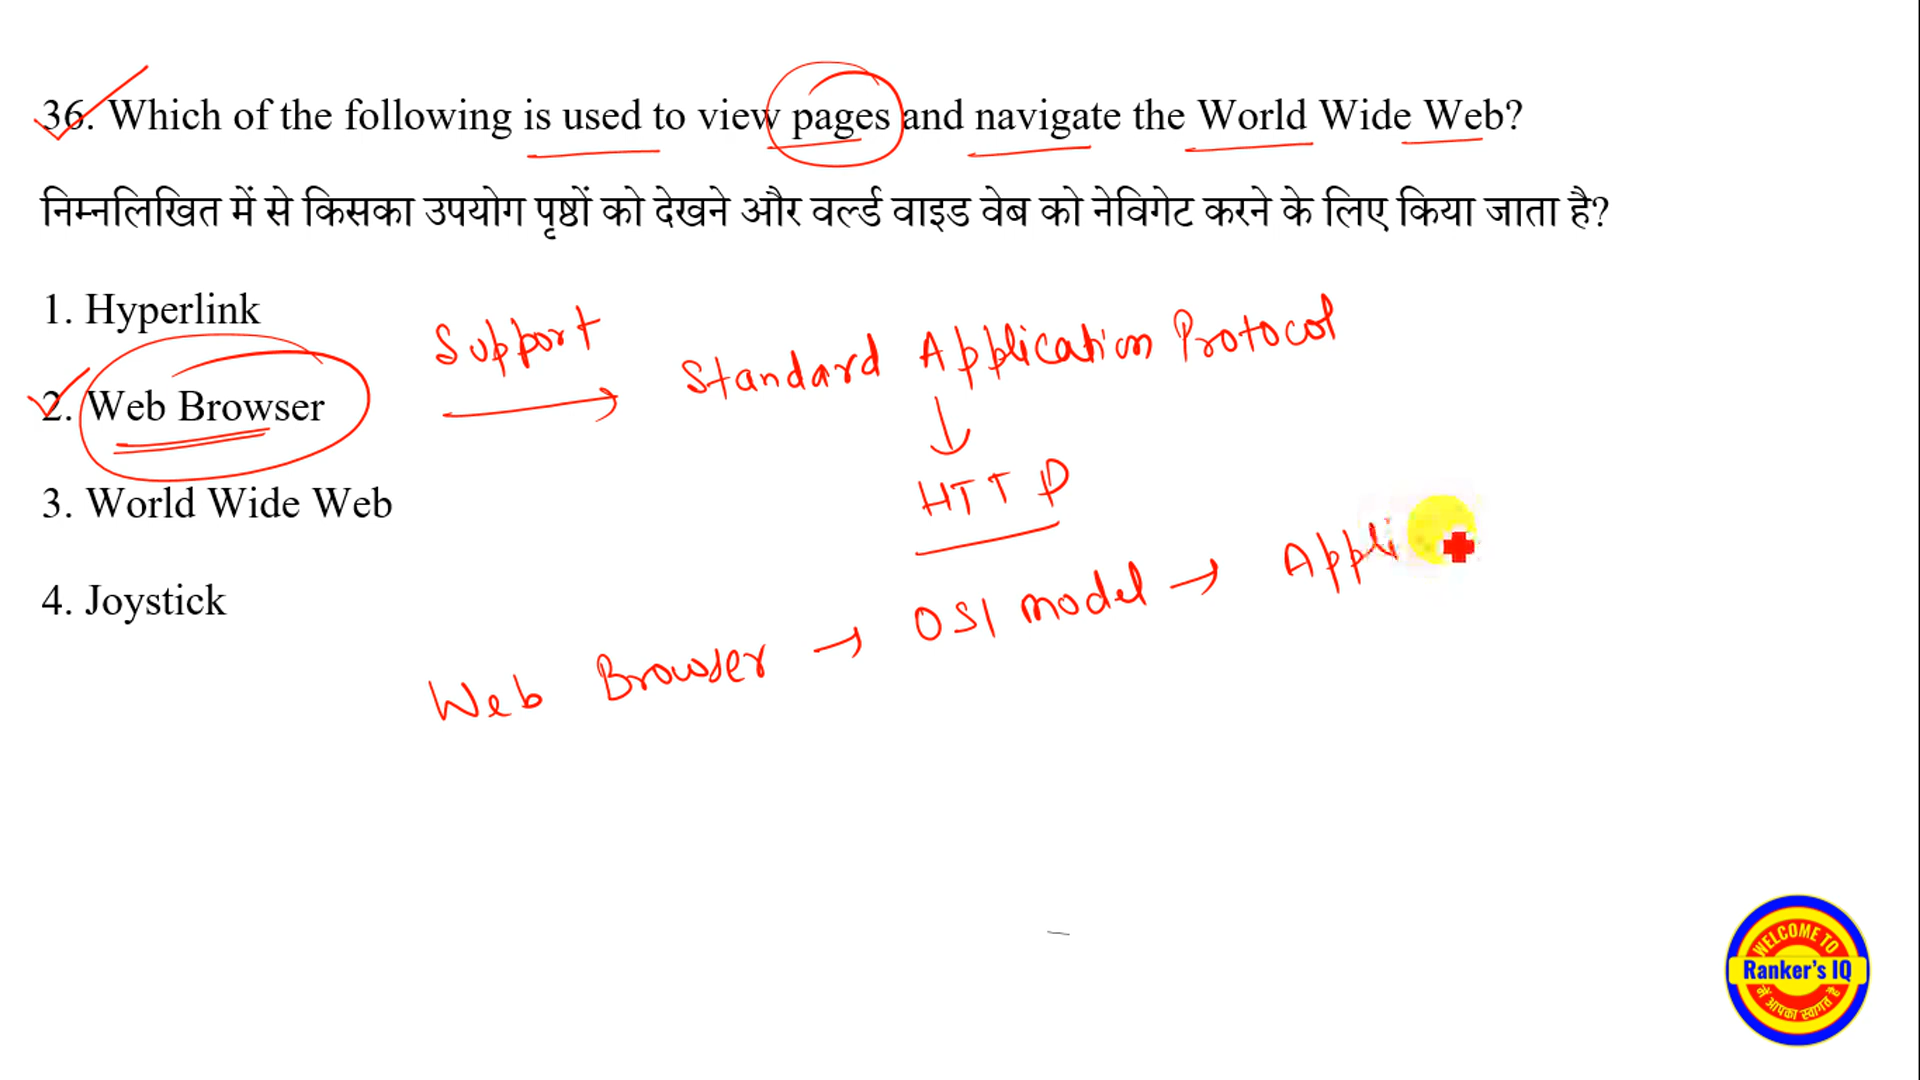 36. Which of the following is used to view pages and navigate the World Wide Web?
निम्नलिखित में से किसका उपयोग पृष्ठों को देखने और वर्ल्ड वाइड वेब को नेविगेट करने के लिए किया जाता है?
1. Hyperlink
Support → Standard Application Protocol
2. Web Browser
↓
HTTP
3. World Wide Web
4. Joystick
Web Browser → OSI model → Appli
WELCOME TO
Ranker's IQ
में आपका स्वागत है